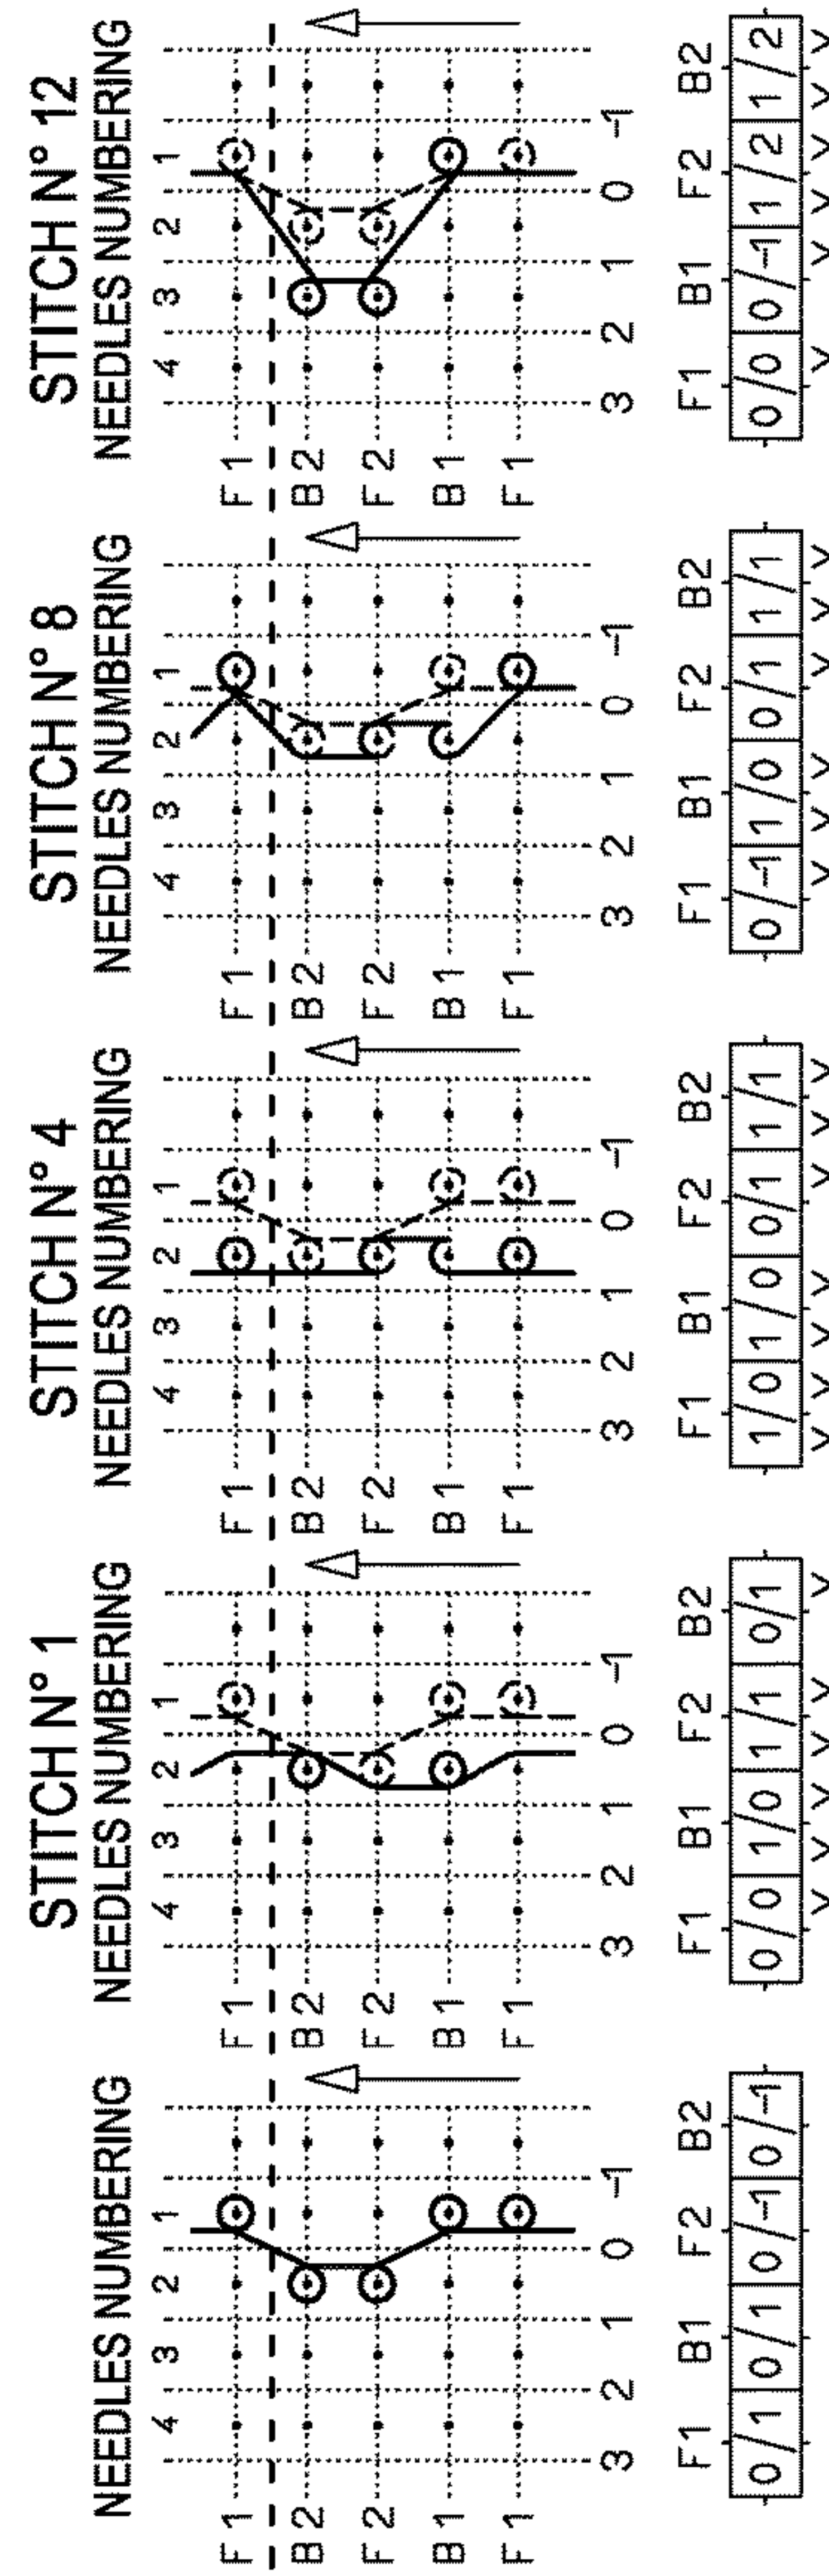 NEEDLES NUMBERING
4 3 2 1
F1
B2
F2
B1
F1
3 2 1 0 -1
F1 B1 F2 B2
0/1 0/1 0/-1 0/-1
STITCH N° 1
NEEDLES NUMBERING
4 3 2 1
F1
B2
F2
B1
F1
3 2 1 0 -1
F1 B1 F2 B2
0/0 1/0 1/1 0/1
> > > > > >
STITCH N° 4
NEEDLES NUMBERING
4 3 2 1
F1
B2
F2
B1
F1
3 2 1 0 -1
F1 B1 F2 B2
1/0 1/0 0/1 1/1
> > > > > > >
STITCH N° 8
NEEDLES NUMBERING
4 3 2 1
F1
B2
F2
B1
F1
3 2 1 0 -1
F1 B1 F2 B2
0/-1 1/0 0/1 1/1
> > > > > >
STITCH N° 12
NEEDLES NUMBERING
4 3 2 1
F1
B2
F2
B1
F1
3 2 1 0 -1
F1 B1 F2 B2
0/0 0/-1 1/2 1/2
> > > > > >